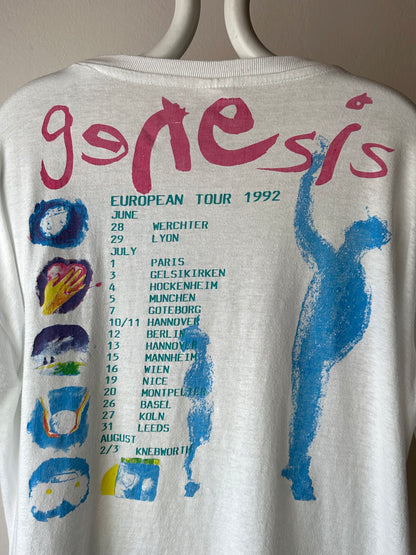 genesis
EUROPEAN TOUR 1992
JUNE
28 WERCHTER
29 LYON
JULY
1 PARIS
3 GELSIKIRKEN
4 HOCKENHEIM
5 MUNCHEN
7 GOTEBORG
10/11 HANNOVER
12 BERLIN
13 HANNOVER
15 MANNHEIM
16 WIEN
19 NICE
20 MONTPELIER
26 BASEL
27 KOLN
31 LEEDS
AUGUST
2/3 KNEBWORTH